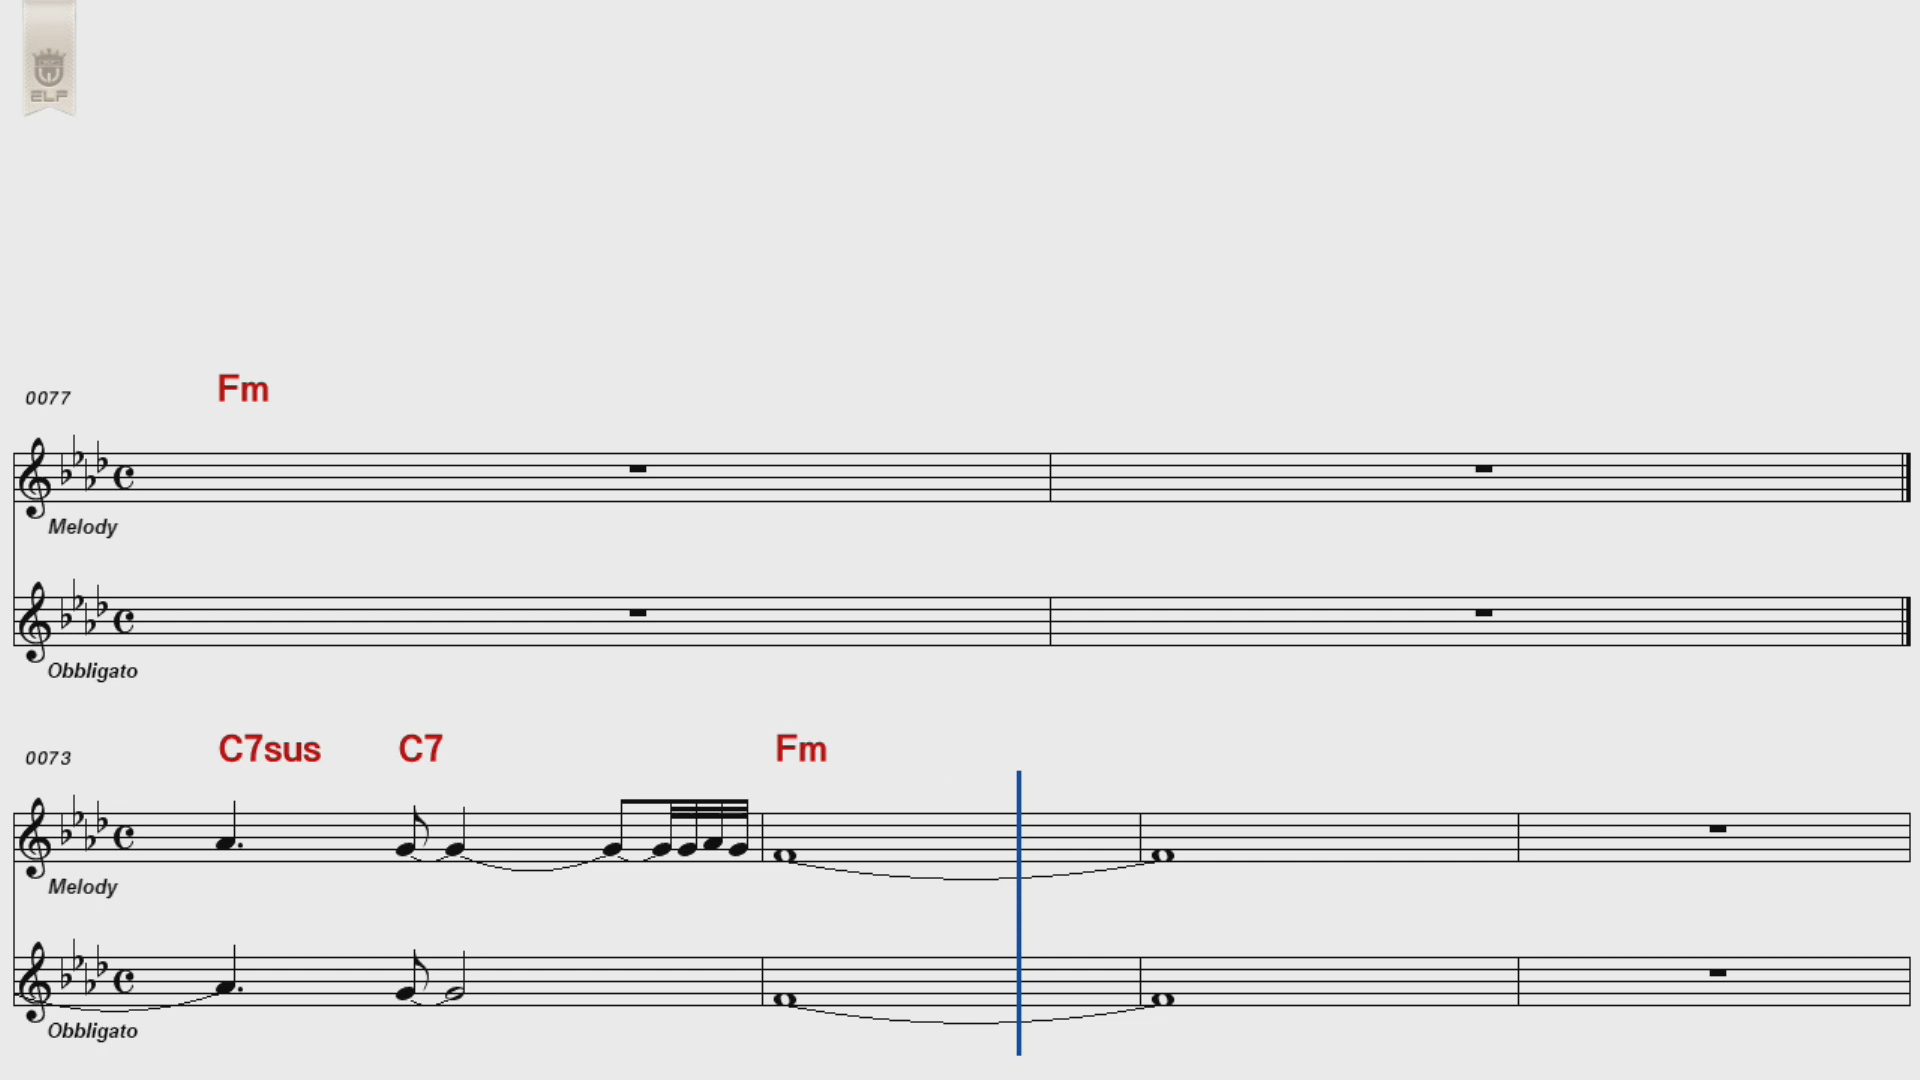 ELF
0077 Fm
Melody
Obbligato
0073 C7sus C7 Fm
Melody
Obbligato